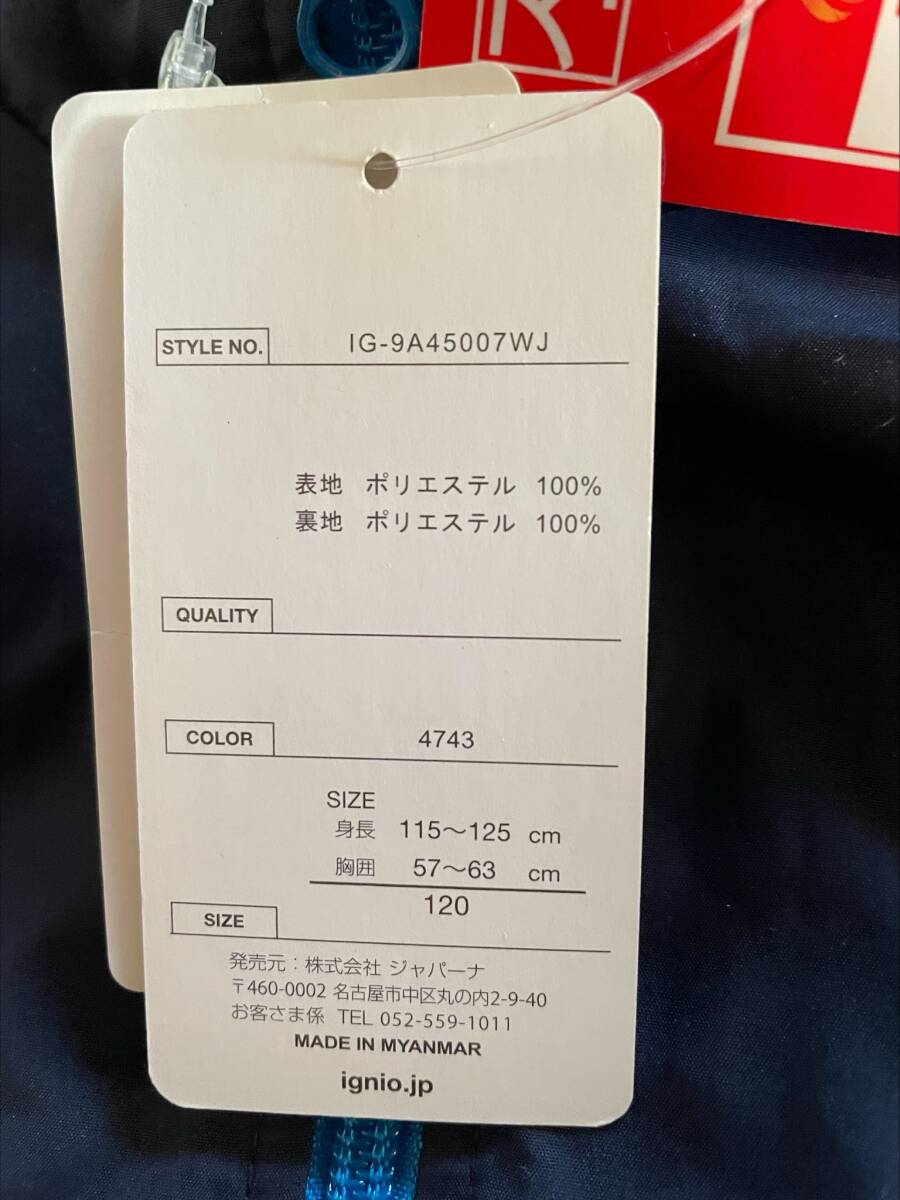 STYLE NO. IG-9A45007WJ
表地 ポリエステル 100%
裏地 ポリエステル 100%
QUALITY
COLOR 4743
SIZE
身長 115～125 cm
胸囲 57～63 cm
120
SIZE
発売元：株式会社 ジャパーナ
〒460-0002 名古屋市中区丸の内2-9-40
お客さま係 TEL 052-559-1011
MADE IN MYANMAR
ignio.jp